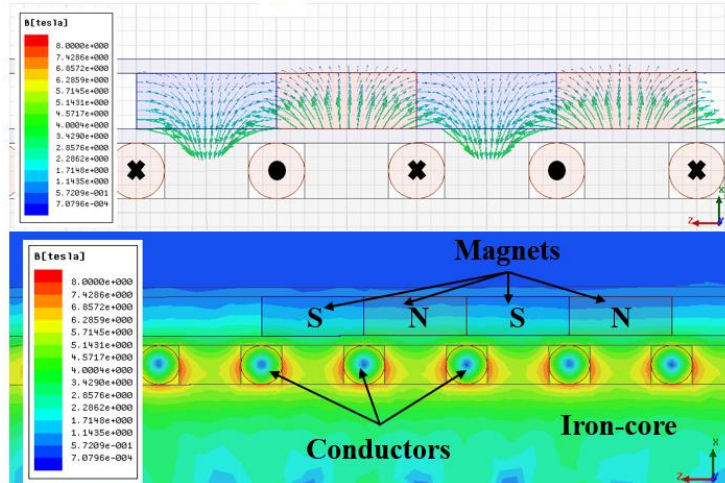 B[tesla]
8.0000e+000
7.4286e+000
6.8572e+000
6.2859e+000
5.7145e+000
5.1431e+000
4.5717e+000
4.0004e+000
3.4290e+000
2.8576e+000
2.2862e+000
1.7148e+000
1.1435e+000
5.7209e-001
7.0796e-004
x
z
y
B[tesla]
8.0000e+000
7.4286e+000
6.8572e+000
6.2859e+000
5.7145e+000
5.1431e+000
4.5717e+000
4.0004e+000
3.4290e+000
2.8576e+000
2.2862e+000
1.7148e+000
1.1435e+000
5.7209e-001
7.0796e-004
Magnets
S N S N
Conductors
Iron-core
x
z
y